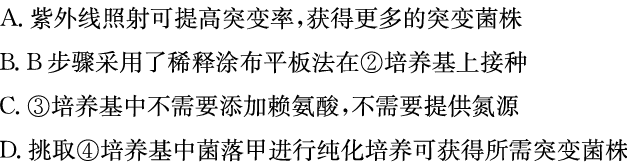 A. 紫外线照射可提高突变率,获得更多的突变菌株
B. B步骤采用了稀释涂布平板法在②培养基上接种
C. ③培养基中不需要添加赖氨酸,不需要提供氮源
D. 挑取④培养基中菌落甲进行纯化培养可获得所需突变菌株